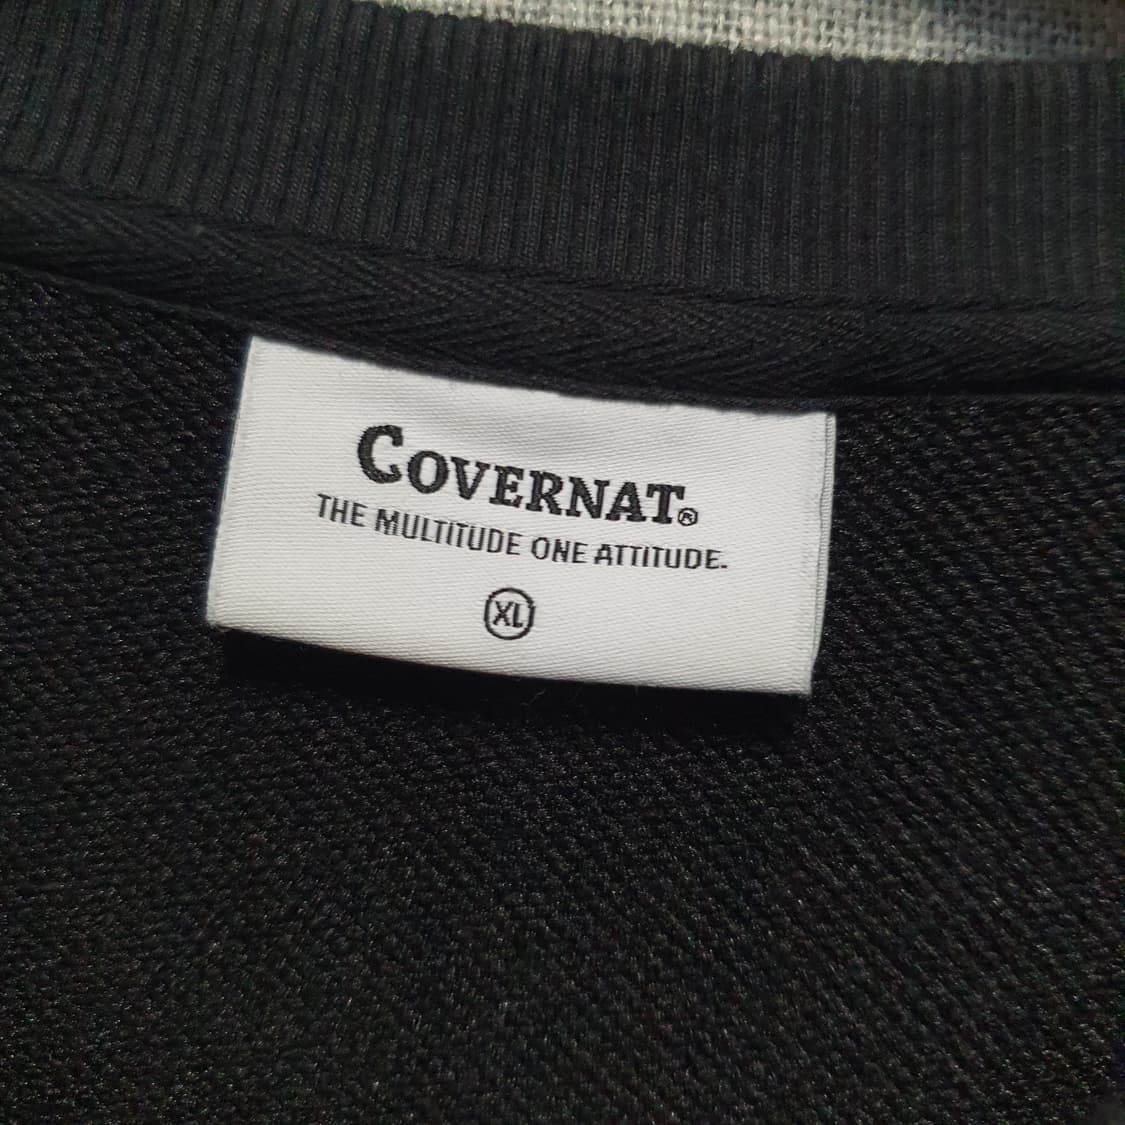 COVERNAT®
THE MULTITUDE ONE ATTITUDE.
XL